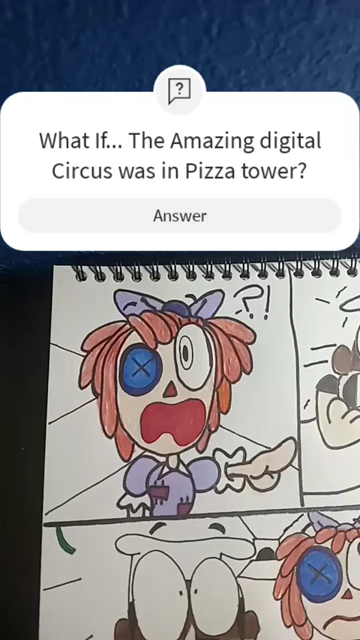 ?
What If... The Amazing digital
Circus was in Pizza tower?
Answer
?!